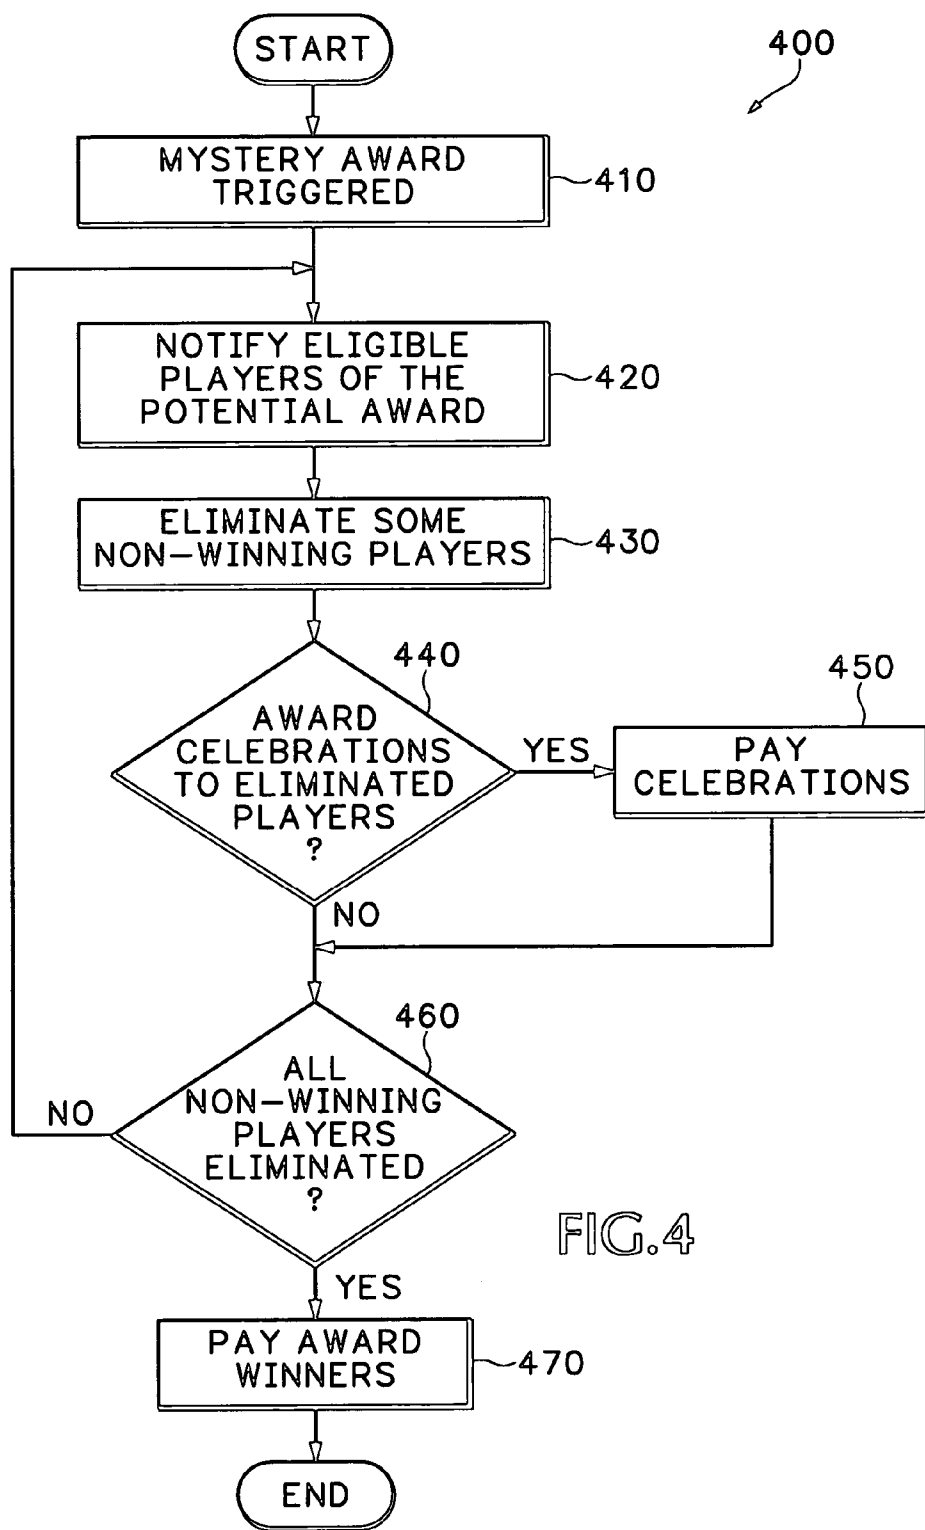 START
400
MYSTERY AWARD
TRIGGERED
410
NOTIFY ELIGIBLE
PLAYERS OF THE
POTENTIAL AWARD
420
ELIMINATE SOME
NON-WINNING PLAYERS
430
440
AWARD
CELEBRATIONS
TO ELIMINATED
PLAYERS
?
YES
450
PAY
CELEBRATIONS
NO
460
ALL
NON-WINNING
PLAYERS
ELIMINATED
?
NO
FIG.4
YES
PAY AWARD
WINNERS
470
END